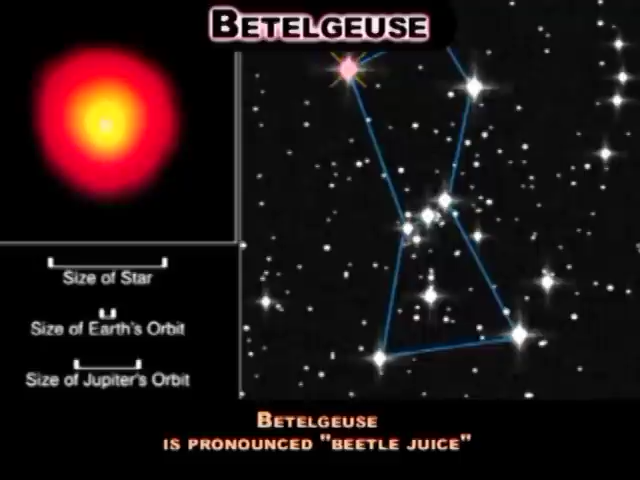 BETELGEUSE
Size of Star
Size of Earth's Orbit
Size of Jupiter's Orbit
BETELGEUSE
IS PRONOUNCED "BEETLE JUICE"